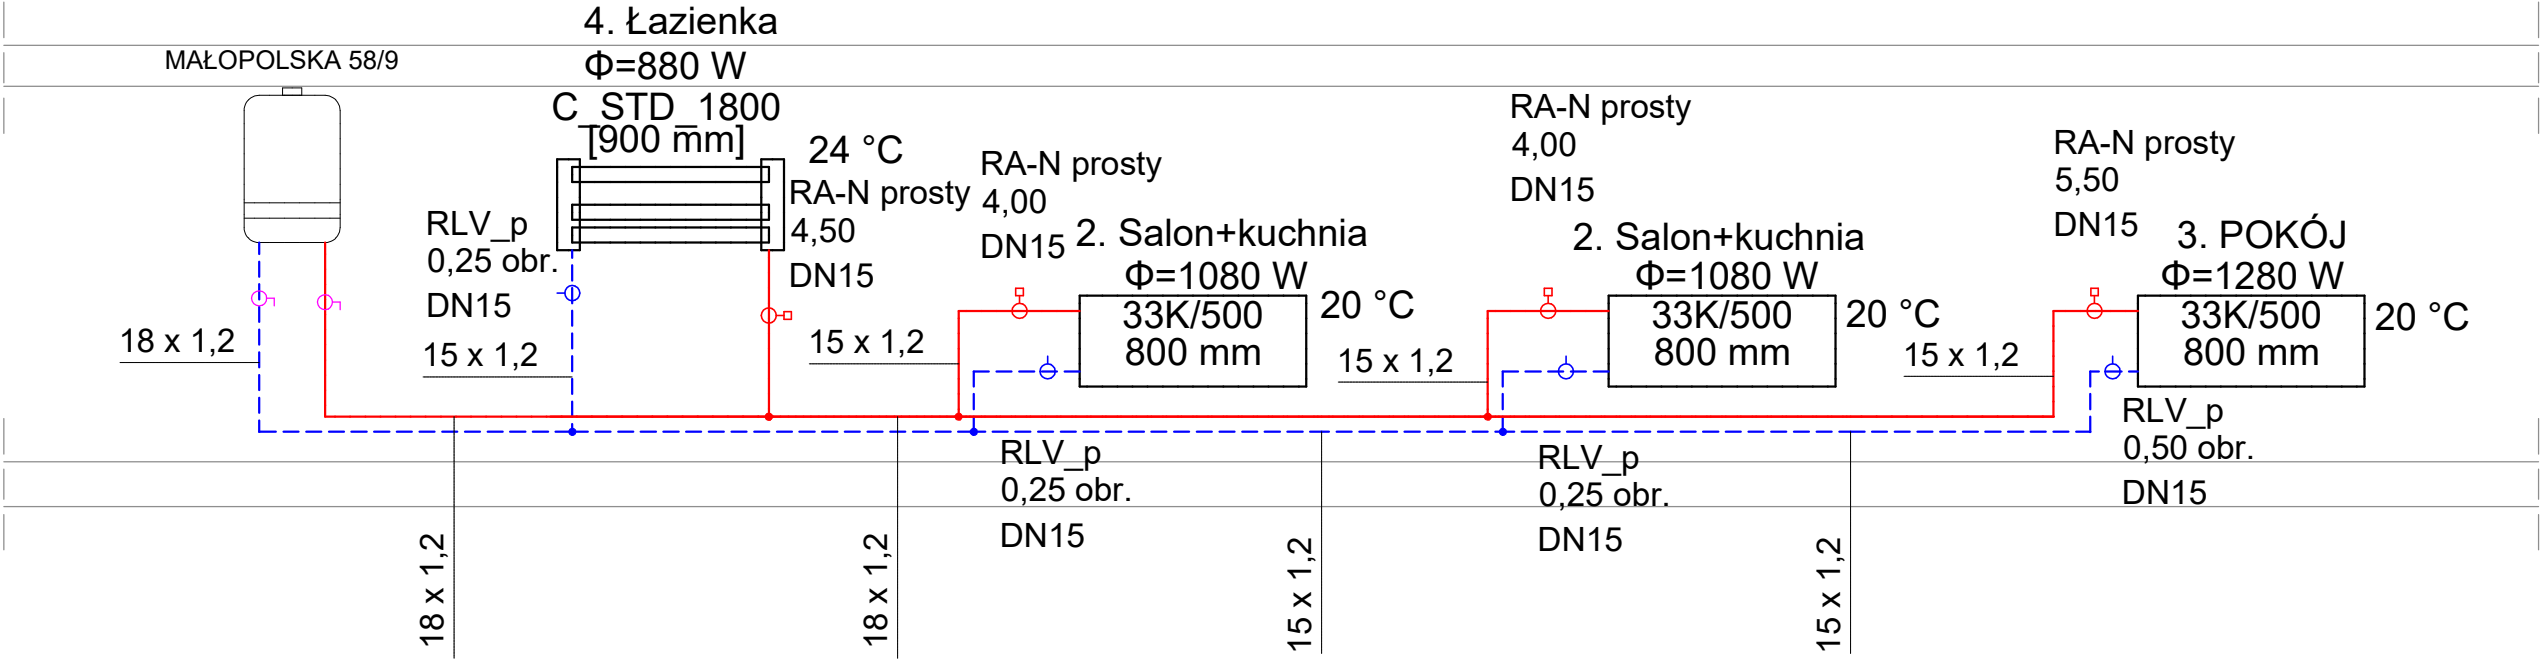 4. Łazienka
Φ=880 W
C_STD_1800
[900 mm]
24 °C
MAŁOPOLSKA 58/9
RLV_p
0,25 obr.
DN15
RA-N prosty
4,50
DN15
RA-N prosty
4,00
DN15
2. Salon+kuchnia
Φ=1080 W
33K/500
800 mm
20 °C
RA-N prosty
4,00
DN15
2. Salon+kuchnia
Φ=1080 W
33K/500
800 mm
20 °C
RA-N prosty
5,50
DN15
3. POKÓJ
Φ=1280 W
33K/500
800 mm
20 °C
18 x 1,2
15 x 1,2
15 x 1,2
15 x 1,2
15 x 1,2
RLV_p
0,25 obr.
DN15
RLV_p
0,25 obr.
DN15
RLV_p
0,50 obr.
DN15
18 x 1,2
18 x 1,2
15 x 1,2
15 x 1,2